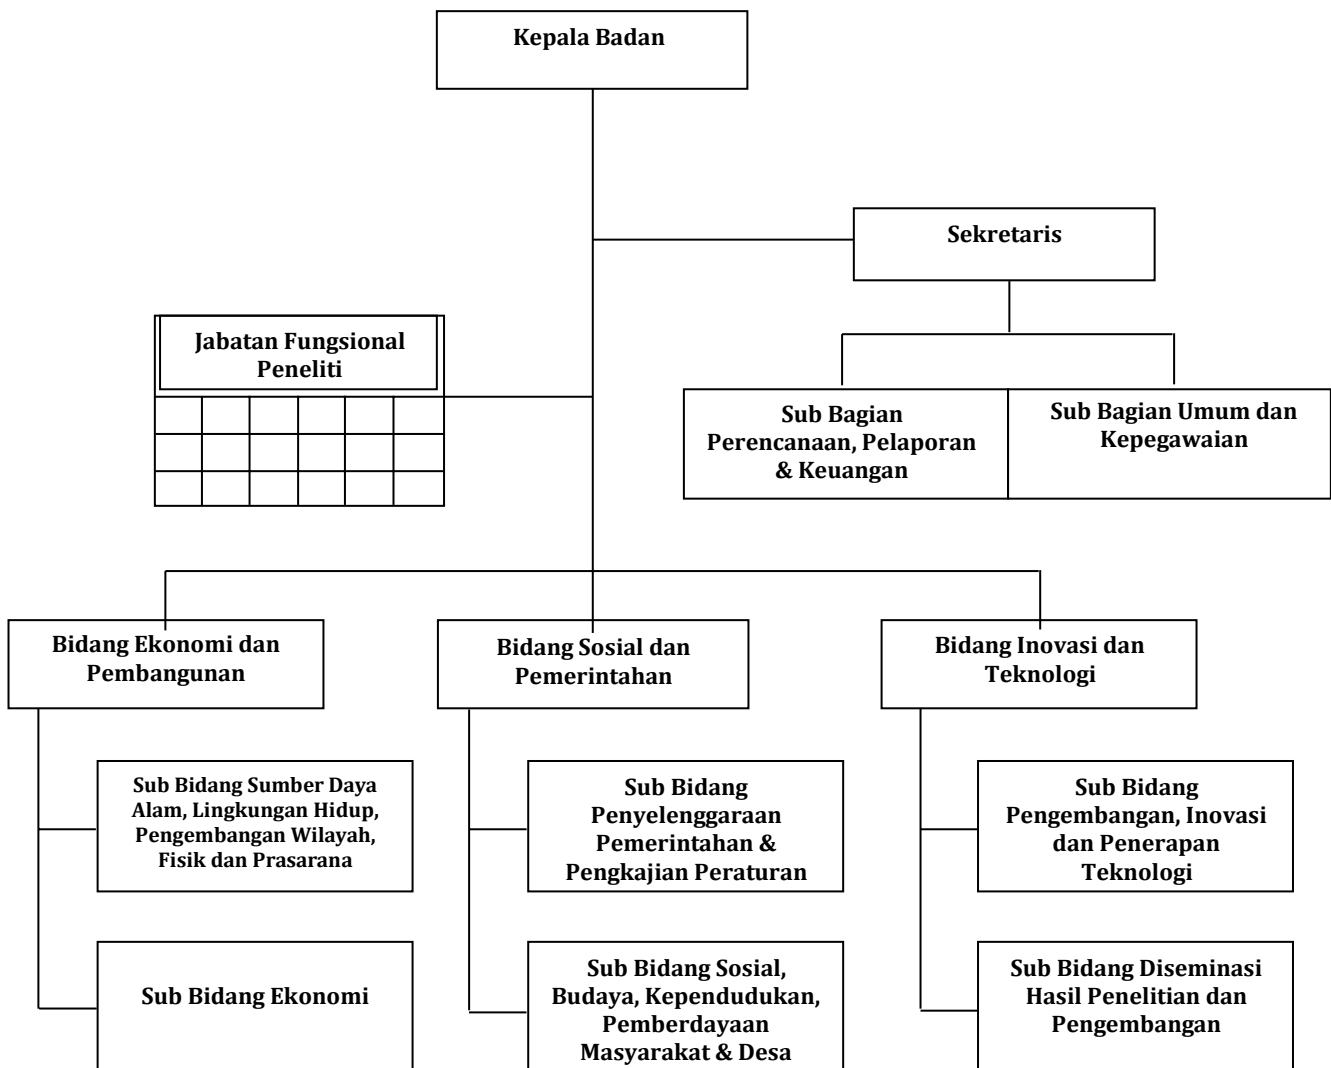 Kepala Badan
Sekretaris
Jabatan Fungsional
Peneliti
Sub Bagian
Perencanaan, Pelaporan
& Keuangan
Sub Bagian Umum dan
Kepegawaian
Bidang Ekonomi dan
Pembangunan
Bidang Sosial dan
Pemerintahan
Bidang Inovasi dan
Teknologi
Sub Bidang Sumber Daya
Alam, Lingkungan Hidup,
Pengembangan Wilayah,
Fisik dan Prasarana
Sub Bidang
Penyelenggaraan
Pemerintahan &
Pengkajian Peraturan
Sub Bidang
Pengembangan, Inovasi
dan Penerapan
Teknologi
Sub Bidang Ekonomi
Sub Bidang Sosial,
Budaya, Kependudukan,
Pemberdayaan
Masyarakat & Desa
Sub Bidang Diseminasi
Hasil Penelitian dan
Pengembangan